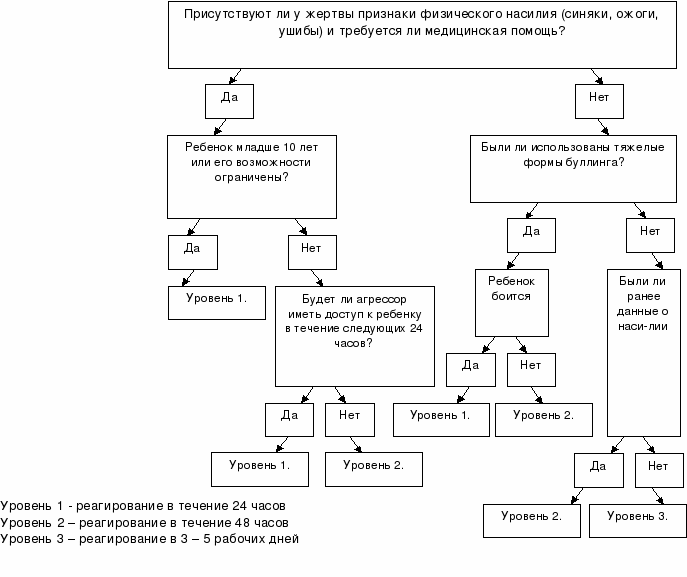 Присутствуют ли у жертвы признаки физического насилия (синяки, ожоги,
ушибы) и требуется ли медицинская помощь?
Да
Нет
Ребенок младше 10 лет
или его возможности
ограничены?
Были ли использованы тяжелые
формы буллинга?
Да
Нет
Да
Нет
Уровень 1.
Будет ли агрессор
иметь доступ к ребенку
в течение следующих 24
часов?
Ребенок
боится
Были ли
ранее
данные о
наси-лии
Да
Нет
Да
Нет
Уровень 1.
Уровень 2.
Да
Нет
Уровень 1.
Уровень 2.
Уровень 2.
Уровень 3.
Уровень 1 - реагирование в течение 24 часов
Уровень 2 – реагирование в течение 48 часов
Уровень 3 – реагирование в 3 – 5 рабочих дней